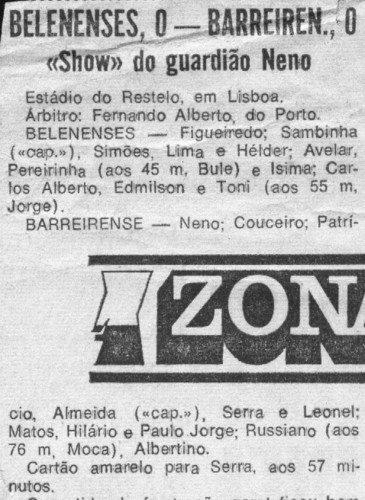 BELENENSES, 0 — BARREIREN., 0
«Show» do guardião Neno
Estádio do Restelo, em Lisboa.
Árbitro: Fernando Alberto, do Porto.
BELENENSES — Figueiredo; Sambinha
(«cap.»), Simões, Lima e Hélder; Avelar,
Pereirinha (aos 45 m, Bule) e Isima; Car-
los Alberto, Edmilson e Toni (aos 55 m,
Jorge).
BARREIRENSE — Neno; Couceiro; Patrí-
ZONA
cio, Almeida («cap.»), Serra e Leonel;
Matos, Hilário e Paulo Jorge; Russiano (aos
76 m, Moca), Albertino.
Cartão amarelo para Serra, aos 57 mi-
nutos.